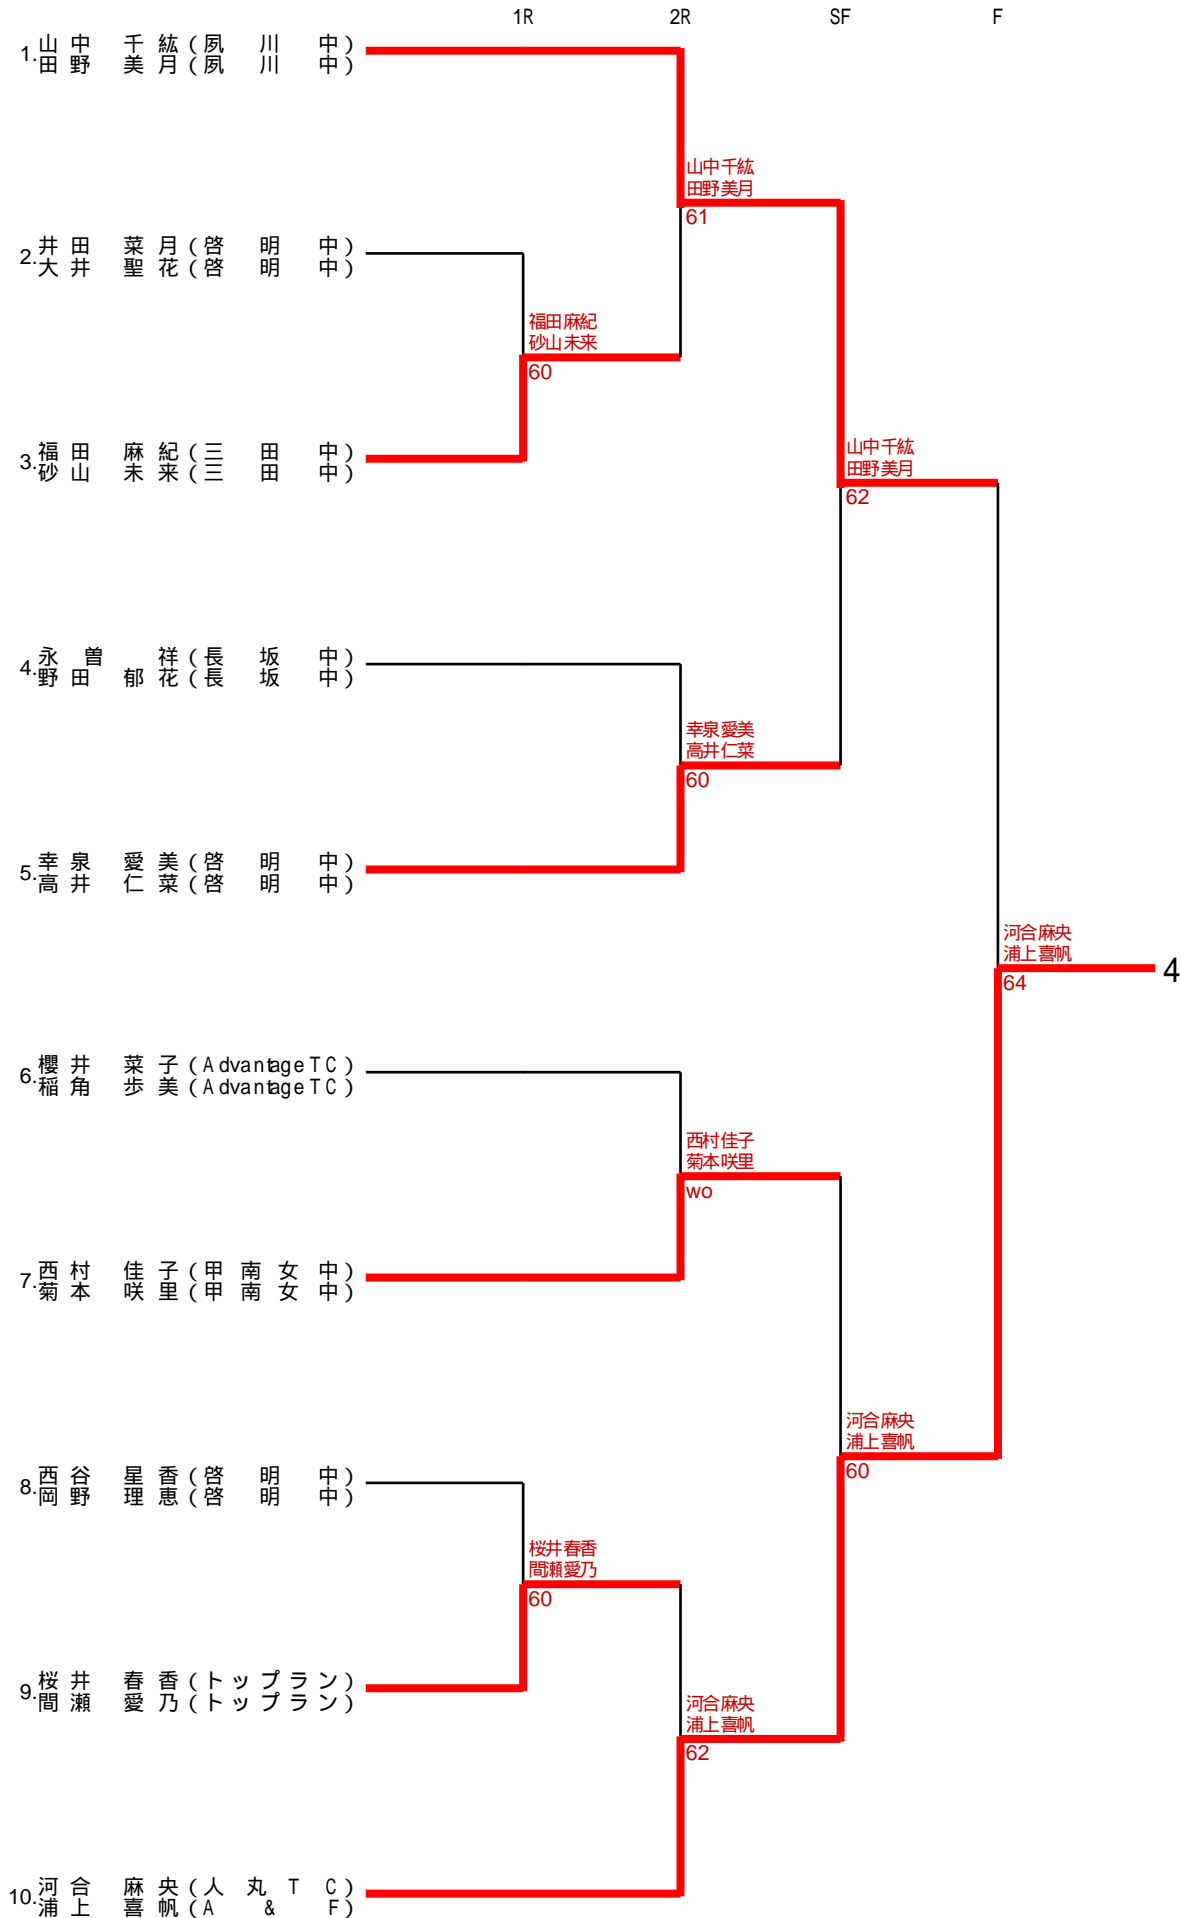 1R 2R SF F
1. 山中 千紘(夙川中)
田野 美月(夙川中)
山中千紘
田野美月
61
2. 井田 菜月(啓明中)
大井 聖花(啓明中)
福田麻紀
砂山未来
60
3. 福田 麻紀(三田中)
砂山 未来(三田中)
山中千紘
田野美月
62
4. 永曽 祥(長坂中)
野田 郁花(長坂中)
幸泉愛美
高井仁菜
60
5. 幸泉 愛美(啓明中)
高井 仁菜(啓明中)
河合麻央
浦上喜帆
64
4
6. 櫻井 菜子(AdvantageTC)
稲角 歩美(AdvantageTC)
西村佳子
菊本咲里
wo
7. 西村 佳子(甲南女中)
菊本 咲里(甲南女中)
河合麻央
浦上喜帆
60
8. 西谷 星香(啓明中)
岡野 理恵(啓明中)
桜井春香
間瀬愛乃
60
9. 桜井 春香(トップラン)
間瀬 愛乃(トップラン)
河合麻央
浦上喜帆
62
10. 河合 麻央(人丸TC)
浦上 喜帆(A&F)